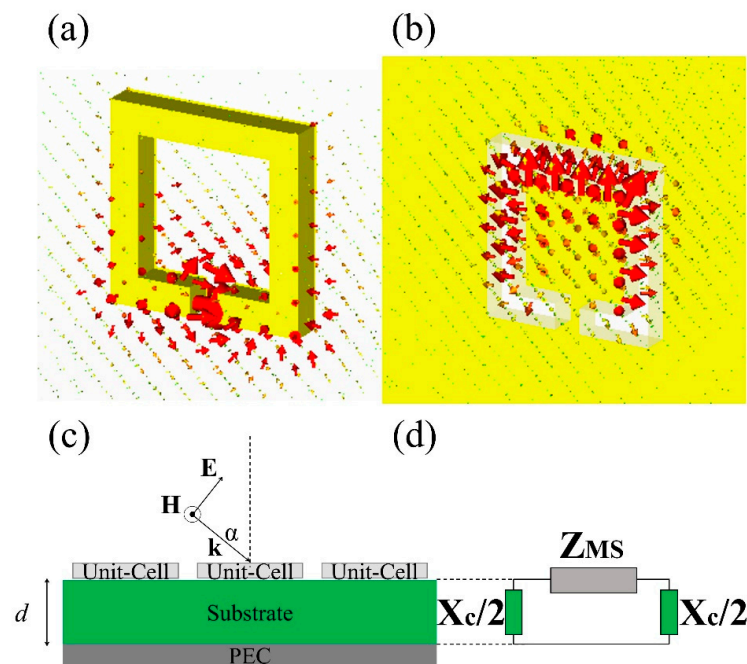 (a)
(b)
(c)
(d)
E
H
α
k
Unit-Cell
Unit-Cell
Unit-Cell
d
Substrate
PEC
ZMS
Xc/2
Xc/2